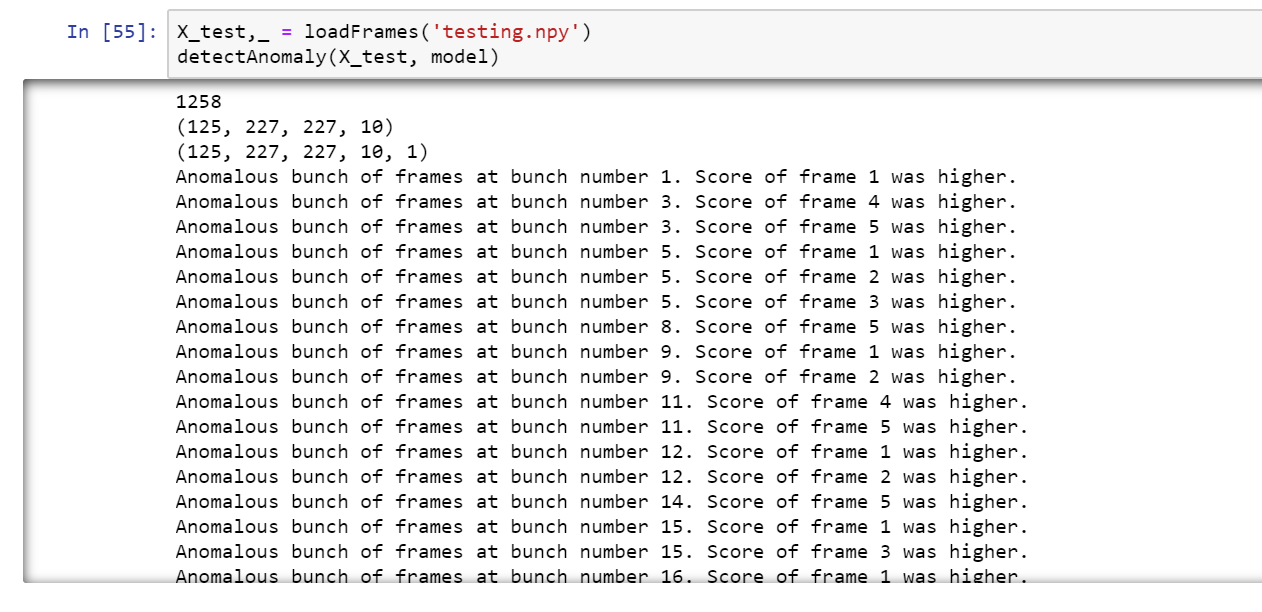 In [55]: X_test,_ = loadFrames('testing.npy')
detectAnomaly(X_test, model)
1258
(125, 227, 227, 10)
(125, 227, 227, 10, 1)
Anomalous bunch of frames at bunch number 1. Score of frame 1 was higher.
Anomalous bunch of frames at bunch number 3. Score of frame 4 was higher.
Anomalous bunch of frames at bunch number 3. Score of frame 5 was higher.
Anomalous bunch of frames at bunch number 5. Score of frame 1 was higher.
Anomalous bunch of frames at bunch number 5. Score of frame 2 was higher.
Anomalous bunch of frames at bunch number 5. Score of frame 3 was higher.
Anomalous bunch of frames at bunch number 8. Score of frame 5 was higher.
Anomalous bunch of frames at bunch number 9. Score of frame 1 was higher.
Anomalous bunch of frames at bunch number 9. Score of frame 2 was higher.
Anomalous bunch of frames at bunch number 11. Score of frame 4 was higher.
Anomalous bunch of frames at bunch number 11. Score of frame 5 was higher.
Anomalous bunch of frames at bunch number 12. Score of frame 1 was higher.
Anomalous bunch of frames at bunch number 12. Score of frame 2 was higher.
Anomalous bunch of frames at bunch number 14. Score of frame 5 was higher.
Anomalous bunch of frames at bunch number 15. Score of frame 1 was higher.
Anomalous bunch of frames at bunch number 15. Score of frame 3 was higher.
Anomalous bunch of frames at bunch number 16. Score of frame 1 was higher.